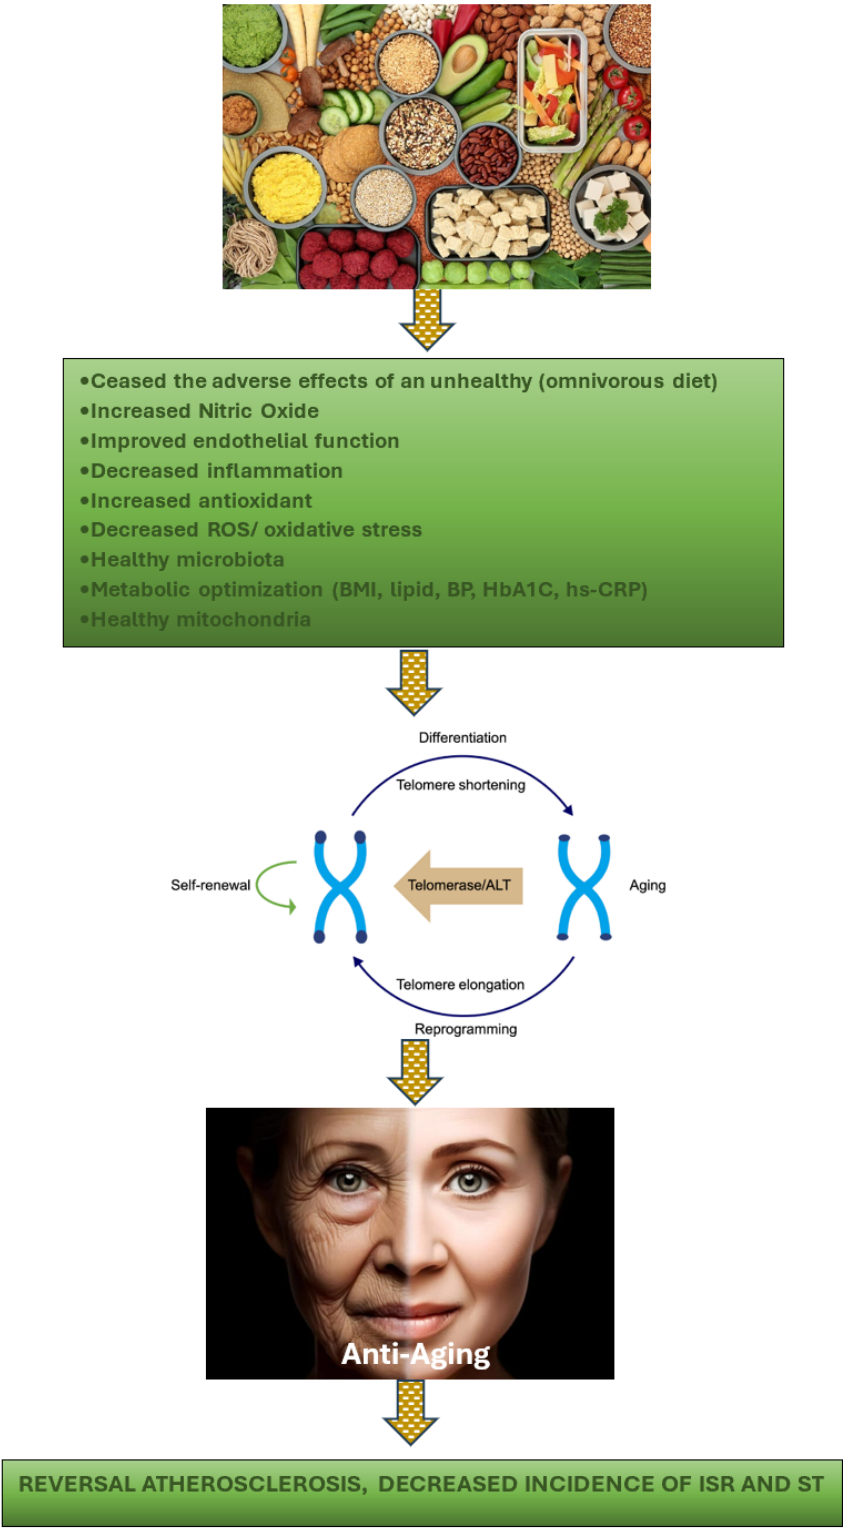 •Ceased the adverse effects of an unhealthy (omnivorous diet)
•Increased Nitric Oxide
•Improved endothelial function
•Decreased inflammation
•Increased antioxidant
•Decreased ROS/ oxidative stress
•Healthy microbiota
•Metabolic optimization (BMI, lipid, BP, HbA1C, hs-CRP)
•Healthy mitochondria
Differentiation
Telomere shortening
Self-renewal
Telomerase/ALT
Aging
Telomere elongation
Reprogramming
Anti-Aging
REVERSAL ATHEROSCLEROSIS, DECREASED INCIDENCE OF ISR AND ST